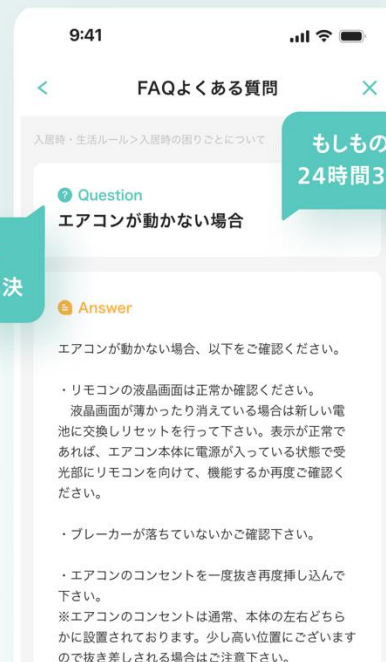 9:41
FAQよくある質問
入居時・生活ルール>入居時の困りごとについて
もしもの
24時間3
Question
エアコンが動かない場合
決
Answer
エアコンが動かない場合、以下をご確認ください。
・リモコンの液晶画面は正常か確認ください。
液晶画面が薄かったり消えている場合は新しい電
池に交換しリセットを行って下さい。表示が正常で
あれば、エアコン本体に電源が入っている状態で受
光部にリモコンを向けて、機能するか再度ご確認く
ださい。
・ブレーカーが落ちていないかご確認下さい。
・エアコンのコンセントを一度抜き再度挿し込んで
下さい。
※エアコンのコンセントは通常、本体の左右どちら
かに設置されております。少し高い位置にございます
ので抜き差しされる場合はご注意下さい。